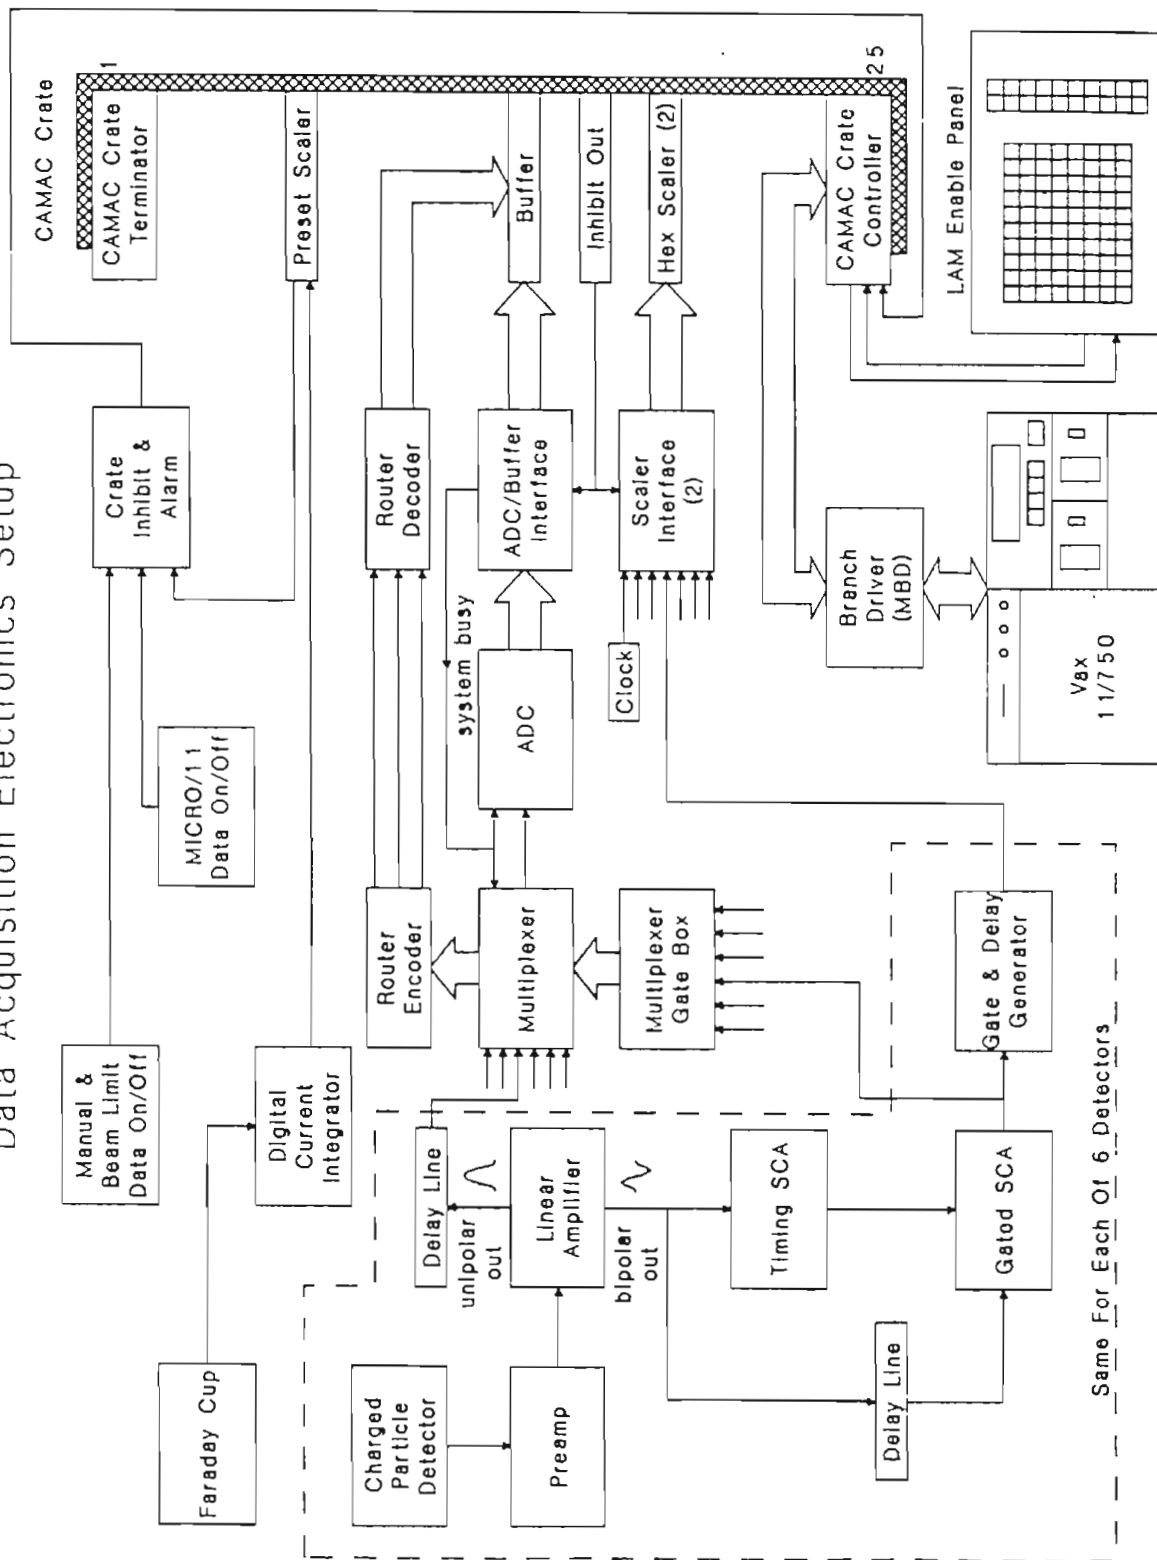 Data Acquisition Electronics Setup
CAMAC Crate
1
CAMAC Crate
Terminator
Manual &
Beam Limit
Data On/Off
Crate
Inhibit &
Alarm
MICRO/11
Data On/Off
Faraday Cup
Digital
Current
Integrator
Preset Scaler
Charged
Particle
Detector
Delay Line
Router
Encoder
Router
Decoder
unipolar
out
system busy
Preamp
Linear
Amplifier
Multiplexer
ADC
ADC/Buffer
Interface
Buffer
Inhibit Out
bipolar
out
Multiplexer
Gate Box
Clock
Scaler
Interface
(2)
Hex Scaler (2)
Timing SCA
Delay Line
Gated SCA
Gate & Delay
Generator
Branch
Driver
(MBD)
CAMAC Crate
Controller
25
LAM Enable Panel
Vax
11/750
Same For Each Of 6 Detectors